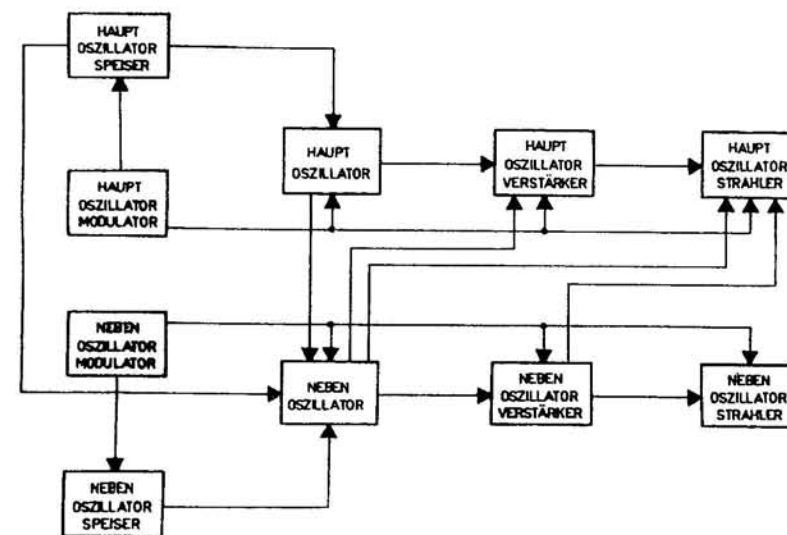 HAUPT
OSZILLATOR
SPEISER
HAUPT
OSZILLATOR
HAUPT
OSZILLATOR
VERSTÄRKER
HAUPT
OSZILLATOR
STRAHLER
HAUPT
OSZILLATOR
MODULATOR
NEBEN
OSZILLATOR
MODULATOR
NEBEN
OSZILLATOR
NEBEN
OSZILLATOR
VERSTÄRKER
NEBEN
OSZILLATOR
STRAHLER
NEBEN
OSZILLATOR
SPEISER